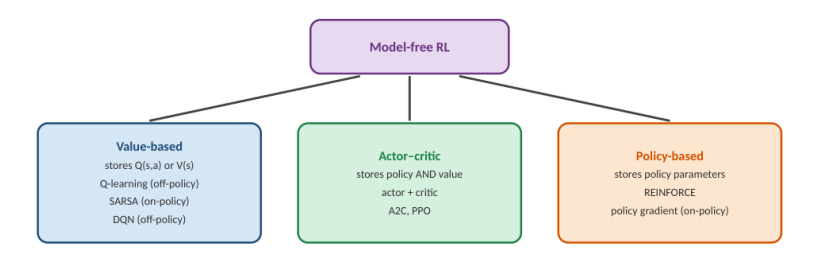 Model-free RL
Value-based
stores Q(s,a) or V(s)
Q-learning (off-policy)
SARSA (on-policy)
DQN (off-policy)
Actor–critic
stores policy AND value
actor + critic
A2C, PPO
Policy-based
stores policy parameters
REINFORCE
policy gradient (on-policy)